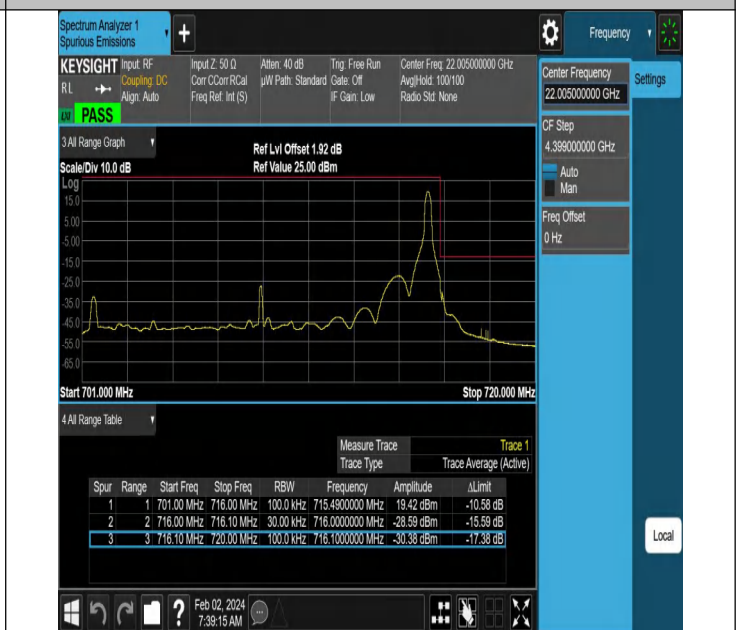 Spectrum Analyzer 1
Spurious Emissions
+
Frequency
KEYSIGHT
RL
Input: RF
Coupling: DC
Align: Auto
Input Z: 50 Ω
Corr CCorr RCal
Freq Ref: Int (S)
Atten: 40 dB
µW Path: Standard
Trig: Free Run
Gate: Off
IF Gain: Low
Center Freq: 22.005000000 GHz
Avg|Hold: 100/100
Radio Std: None
PASS
Center Frequency
22.005000000 GHz
Settings
CF Step
4.399000000 GHz
Auto
Man
Freq Offset
0 Hz
3 All Range Graph
Ref Lvl Offset 1.92 dB
Scale/Div 10.0 dB
Ref Value 25.00 dBm
Log
15.0
5.00
-5.00
-15.0
-25.0
-35.0
-45.0
-55.0
-65.0
Start 701.000 MHz
Stop 720.000 MHz
4 All Range Table
Measure Trace Trace 1
Trace Type Trace Average (Active)
Spur Range Start Freq Stop Freq RBW Frequency Amplitude ΔLimit
1 1 701.00 MHz 716.00 MHz 100.0 kHz 715.4900000 MHz 19.42 dBm -10.58 dB
2 2 716.00 MHz 716.10 MHz 30.00 kHz 716.0000000 MHz -28.59 dBm -15.59 dB
3 3 716.10 MHz 720.00 MHz 100.0 kHz 716.1000000 MHz -30.38 dBm -17.38 dB
Local
?
Feb 02, 2024
7:39:15 AM